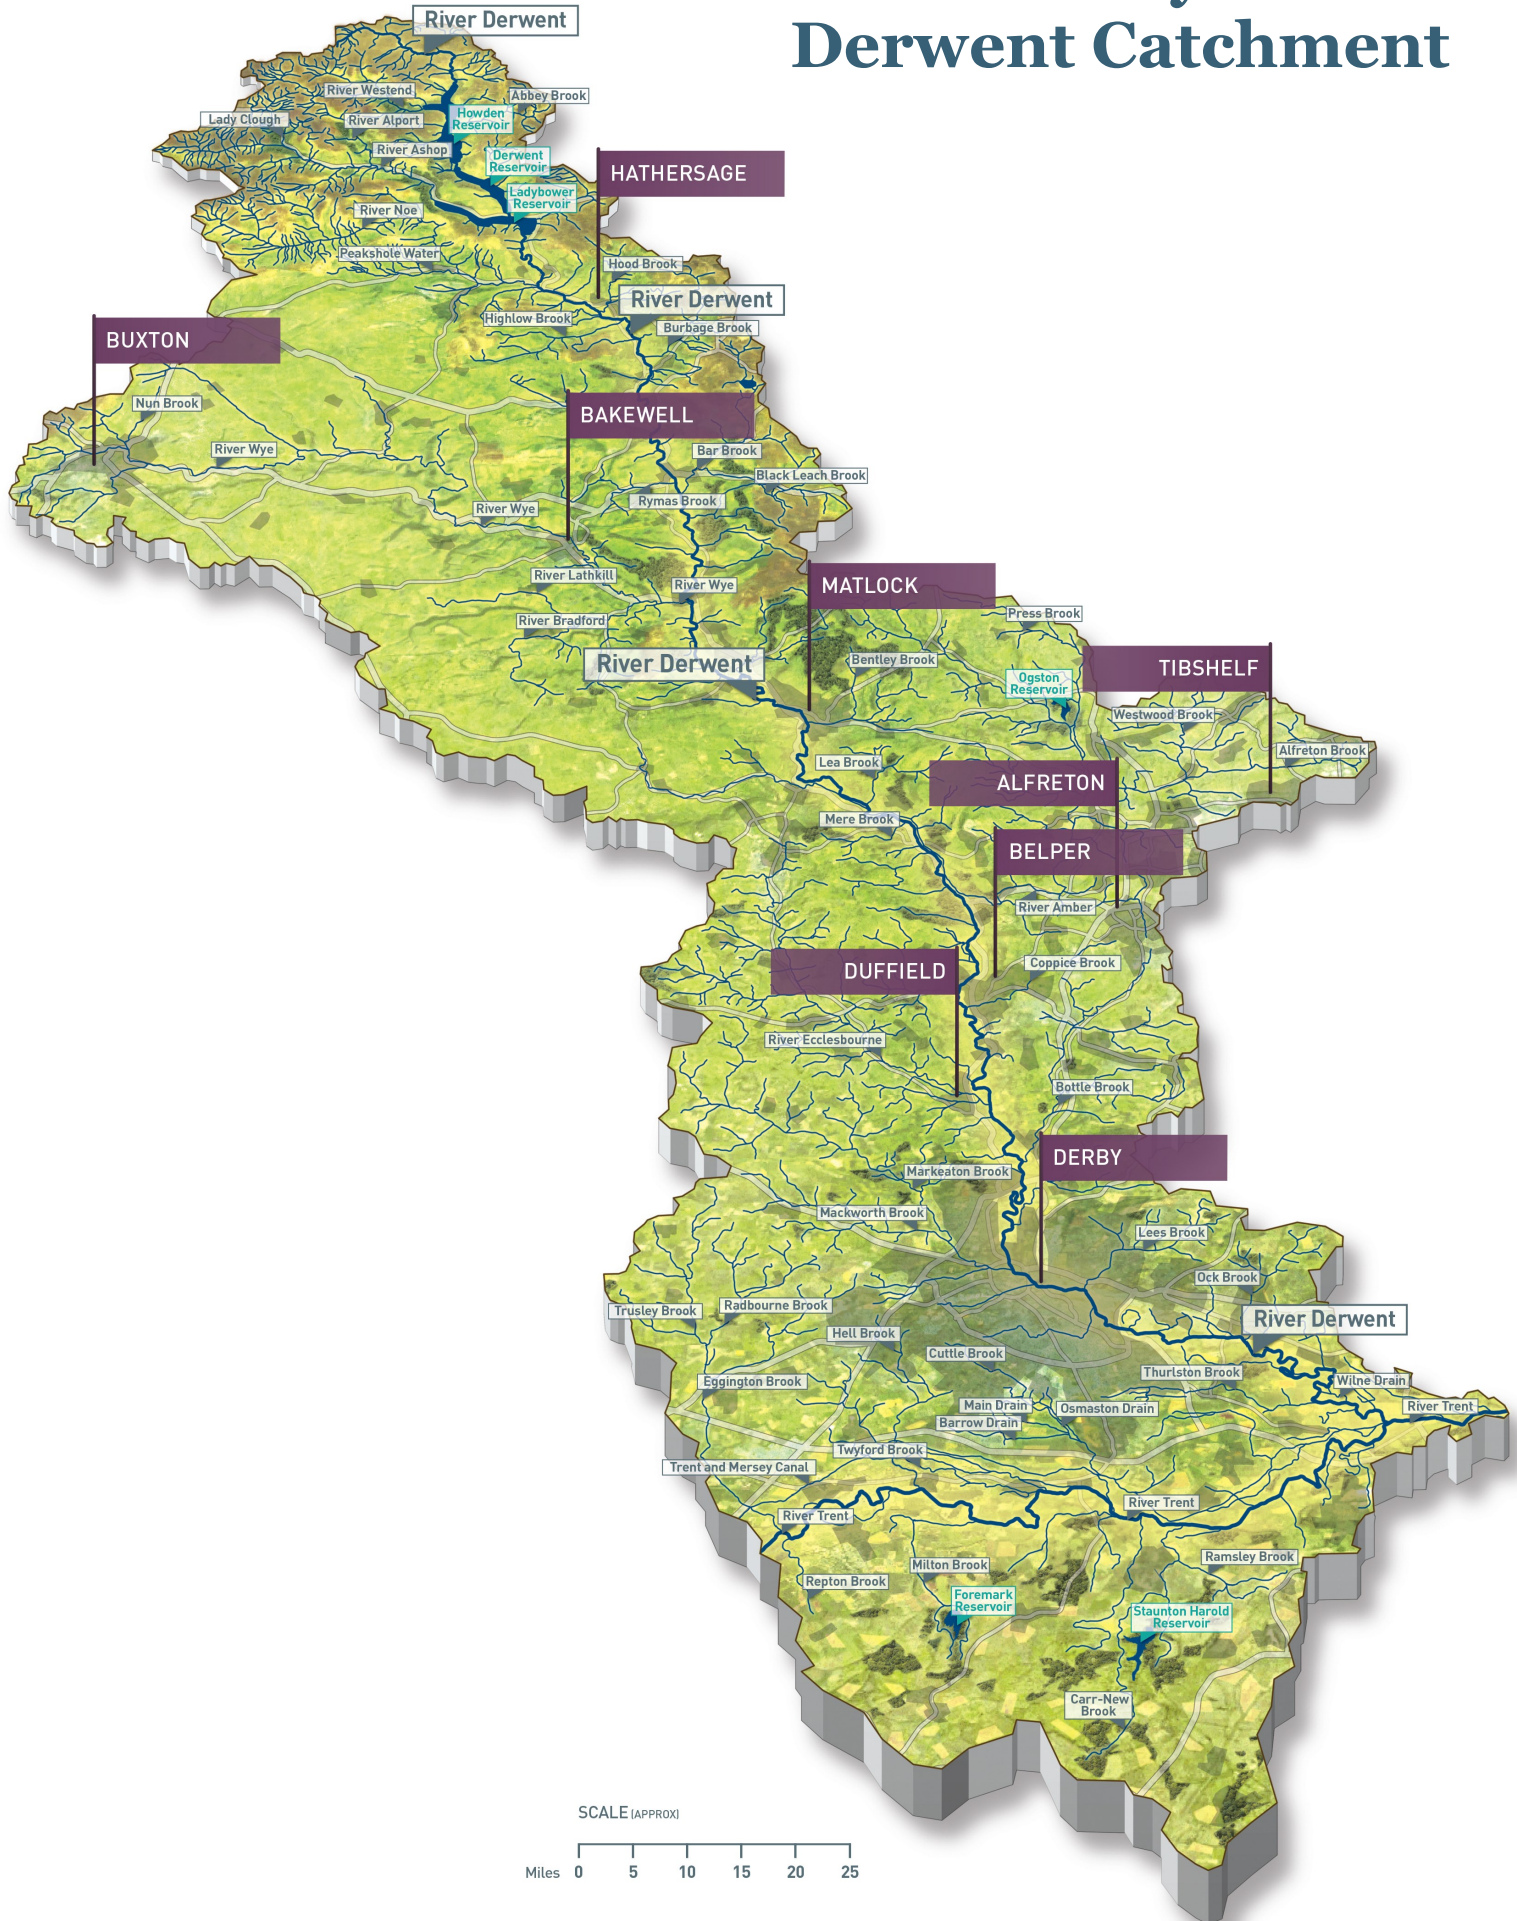 Derwent Catchment
River Derwent
River Westend
Abbey Brook
Lady Clough
River Alport
Howden
Reservoir
River Ashop
Derwent
Reservoir
HATHERSAGE
Ladybower
Reservoir
River Noe
Peakshole Water
Hood Brook
River Derwent
Highlow Brook
Burbage Brook
BUXTON
Nun Brook
BAKEWELL
River Wye
Bar Brook
Black Leach Brook
Rymas Brook
River Wye
River Lathkill
River Wye
MATLOCK
River Bradford
Press Brook
River Derwent
Bentley Brook
TIBSHELF
Ogston
Reservoir
Westwood Brook
Alfreton Brook
Lea Brook
ALFRETON
Mere Brook
BELPER
River Amber
Coppice Brook
DUFFIELD
River Ecclesbourne
Bottle Brook
DERBY
Markeaton Brook
Mackworth Brook
Lees Brook
Ock Brook
Trusley Brook
Radbourne Brook
River Derwent
Hell Brook
Cuttle Brook
Thurlston Brook
Eggington Brook
Wilne Drain
Main Drain
Osmaston Drain
River Trent
Barrow Drain
Twyford Brook
Trent and Mersey Canal
River Trent
River Trent
Ramsley Brook
Milton Brook
Repton Brook
Foremark
Reservoir
Staunton Harold
Reservoir
Carr-New
Brook
SCALE (APPROX)
Miles 0 5 10 15 20 25